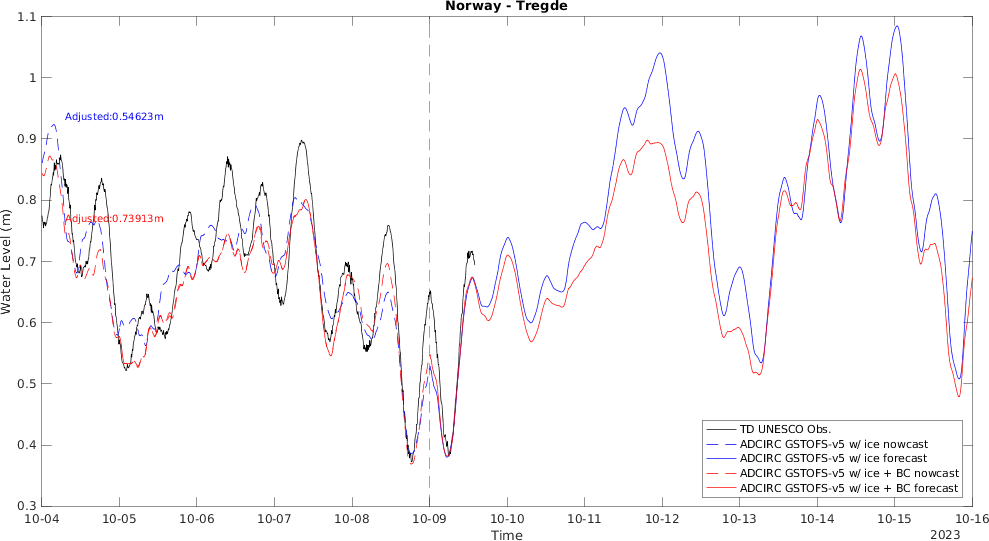 Norway - Tregde
1.1
1
0.9
0.8
0.7
0.6
0.5
0.4
0.3
Water Level (m)
Adjusted:0.54623m
Adjusted:0.73913m
TD UNESCO Obs.
ADCIRC GSTOFS-v5 w/ ice nowcast
ADCIRC GSTOFS-v5 w/ ice forecast
ADCIRC GSTOFS-v5 w/ ice + BC nowcast
ADCIRC GSTOFS-v5 w/ ice + BC forecast
10-04 10-05 10-06 10-07 10-08 10-09 10-10 10-11 10-12 10-13 10-14 10-15 10-16
Time
2023